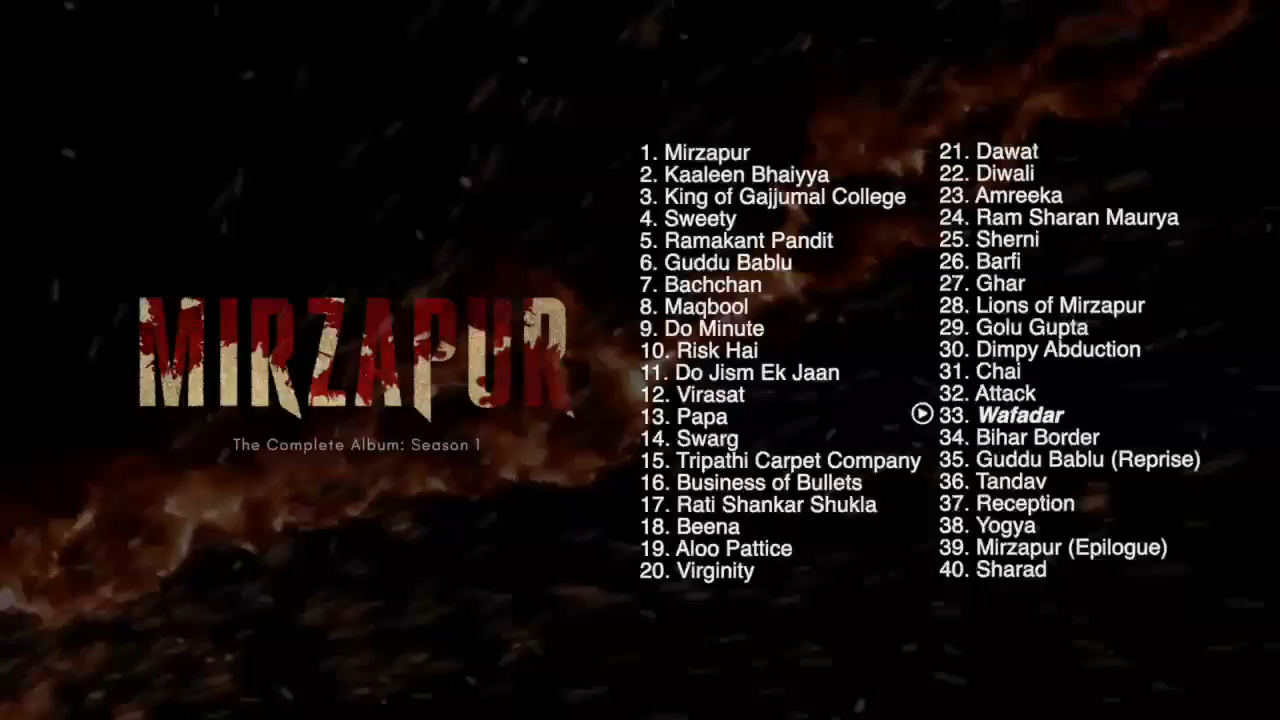 MIRZAPUR
The Complete Album: Season 1
1. Mirzapur
2. Kaaleen Bhaiyya
3. King of Gajjumal College
4. Sweety
5. Ramakant Pandit
6. Guddu Bablu
7. Bachchan
8. Maqbool
9. Do Minute
10. Risk Hai
11. Do Jism Ek Jaan
12. Virasat
13. Papa
14. Swarg
15. Tripathi Carpet Company
16. Business of Bullets
17. Rati Shankar Shukla
18. Beena
19. Aloo Pattice
20. Virginity
21. Dawat
22. Diwali
23. Amreeka
24. Ram Sharan Maurya
25. Sherni
26. Barfi
27. Ghar
28. Lions of Mirzapur
29. Golu Gupta
30. Dimpy Abduction
31. Chai
32. Attack
33. Wafadar
34. Bihar Border
35. Guddu Bablu (Reprise)
36. Tandav
37. Reception
38. Yogya
39. Mirzapur (Epilogue)
40. Sharad